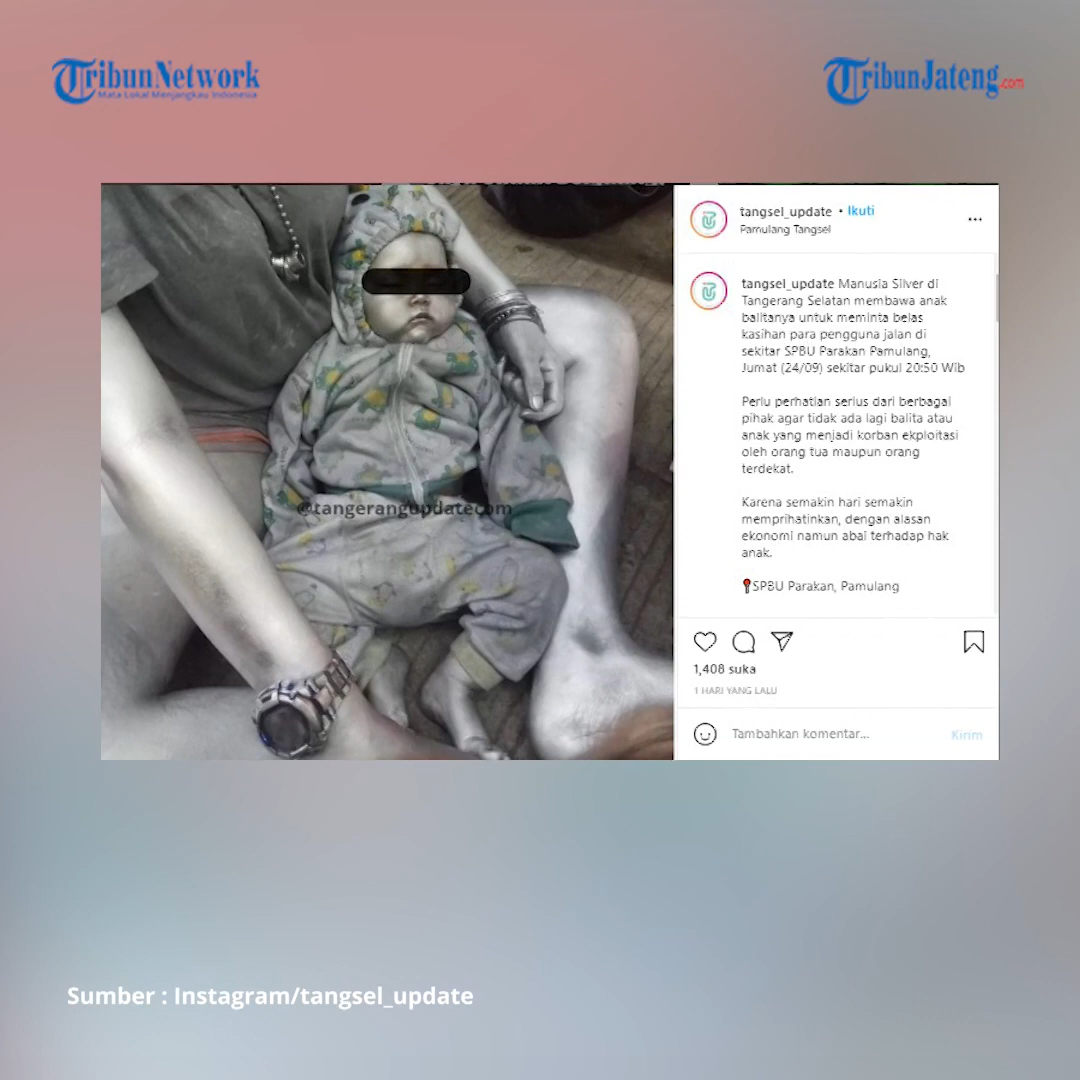 TribunNetwork
Mata Lokal Menjangkau Indonesia
TribunJateng.com
tangsel_update • Ikuti
Pamulang Tangsel
tangsel_update Manusia Silver di
Tangerang Selatan membawa anak
balitanya untuk meminta belas
kasihan para pengguna jalan di
sekitar SPBU Parakan Pamulang,
Jumat (24/09) sekitar pukul 20:50 Wib
Perlu perhatian serius dari berbagai
pihak agar tidak ada lagi balita atau
anak yang menjadi korban ekploitasi
oleh orang tua maupun orang
terdekat.
Karena semakin hari semakin
memprihatinkan, dengan alasan
ekonomi namun abai terhadap hak
anak.
SPBU Parakan, Pamulang
@tangerangupdatecom
1,408 suka
1 HARI YANG LALU
Tambahkan komentar...
Kirim
Sumber : Instagram/tangsel_update